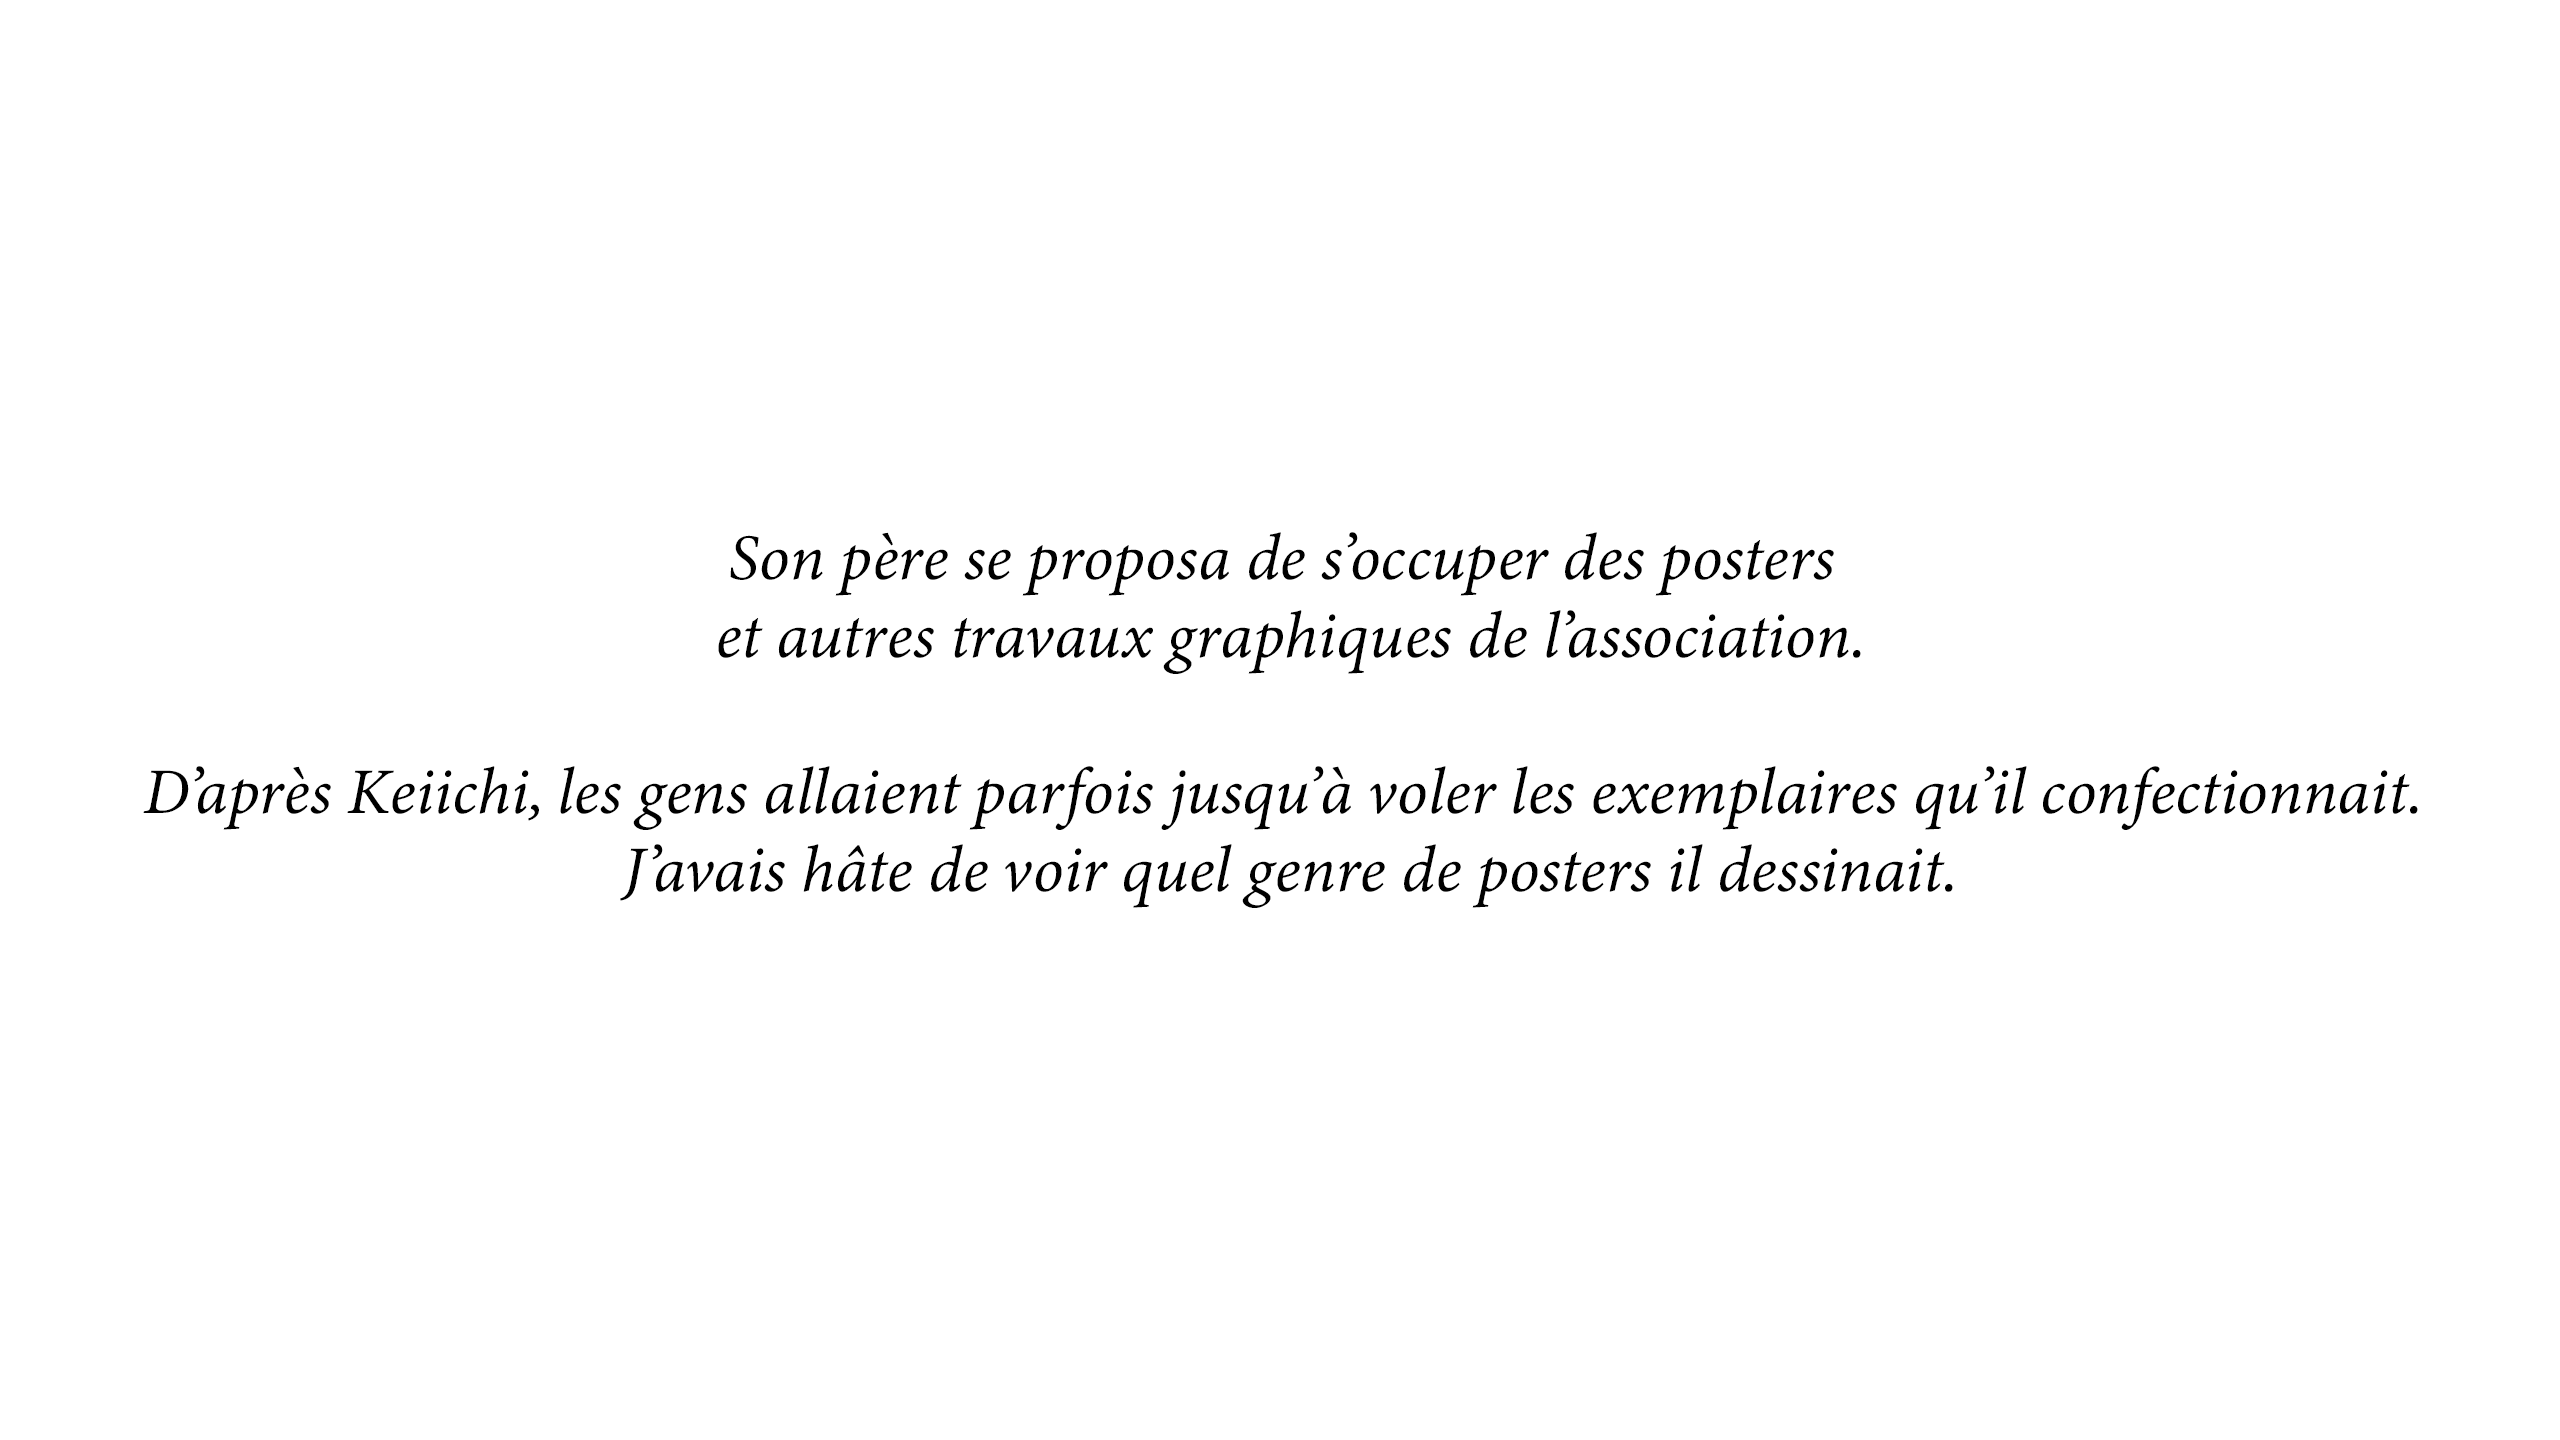 Son père se proposa de s’occuper des posters
et autres travaux graphiques de l’association.
D’après Keiichi, les gens allaient parfois jusqu’à voler les exemplaires qu’il confectionnait.
J’avais hâte de voir quel genre de posters il dessinait.